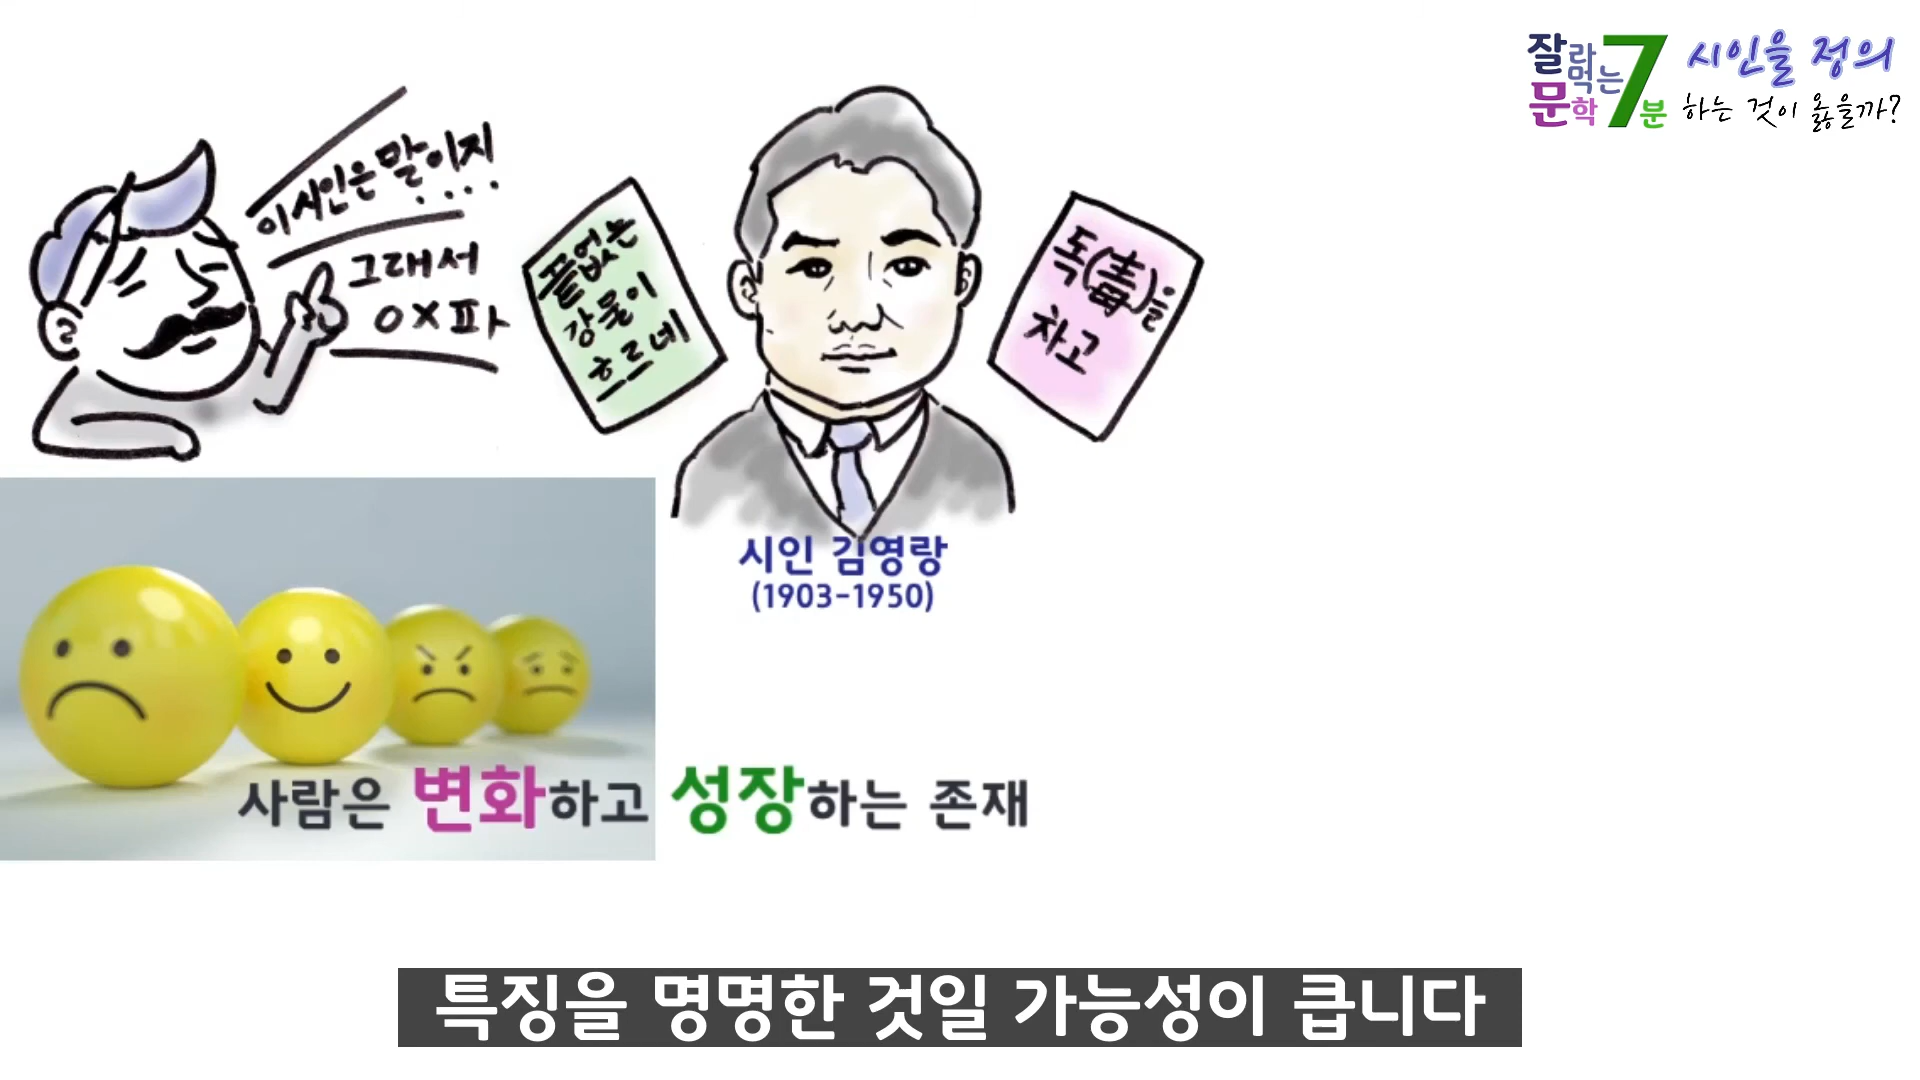 잘라먹는
문학 7분
시인을 정의
하는 것이 옳을까?
이 시인은 말이지....
그래서
OX파
끝없는
강물이
흐르네
독(毒)을
차고
시인 김영랑
(1903-1950)
사람은 변화하고 성장하는 존재
특징을 명명한 것일 가능성이 큽니다